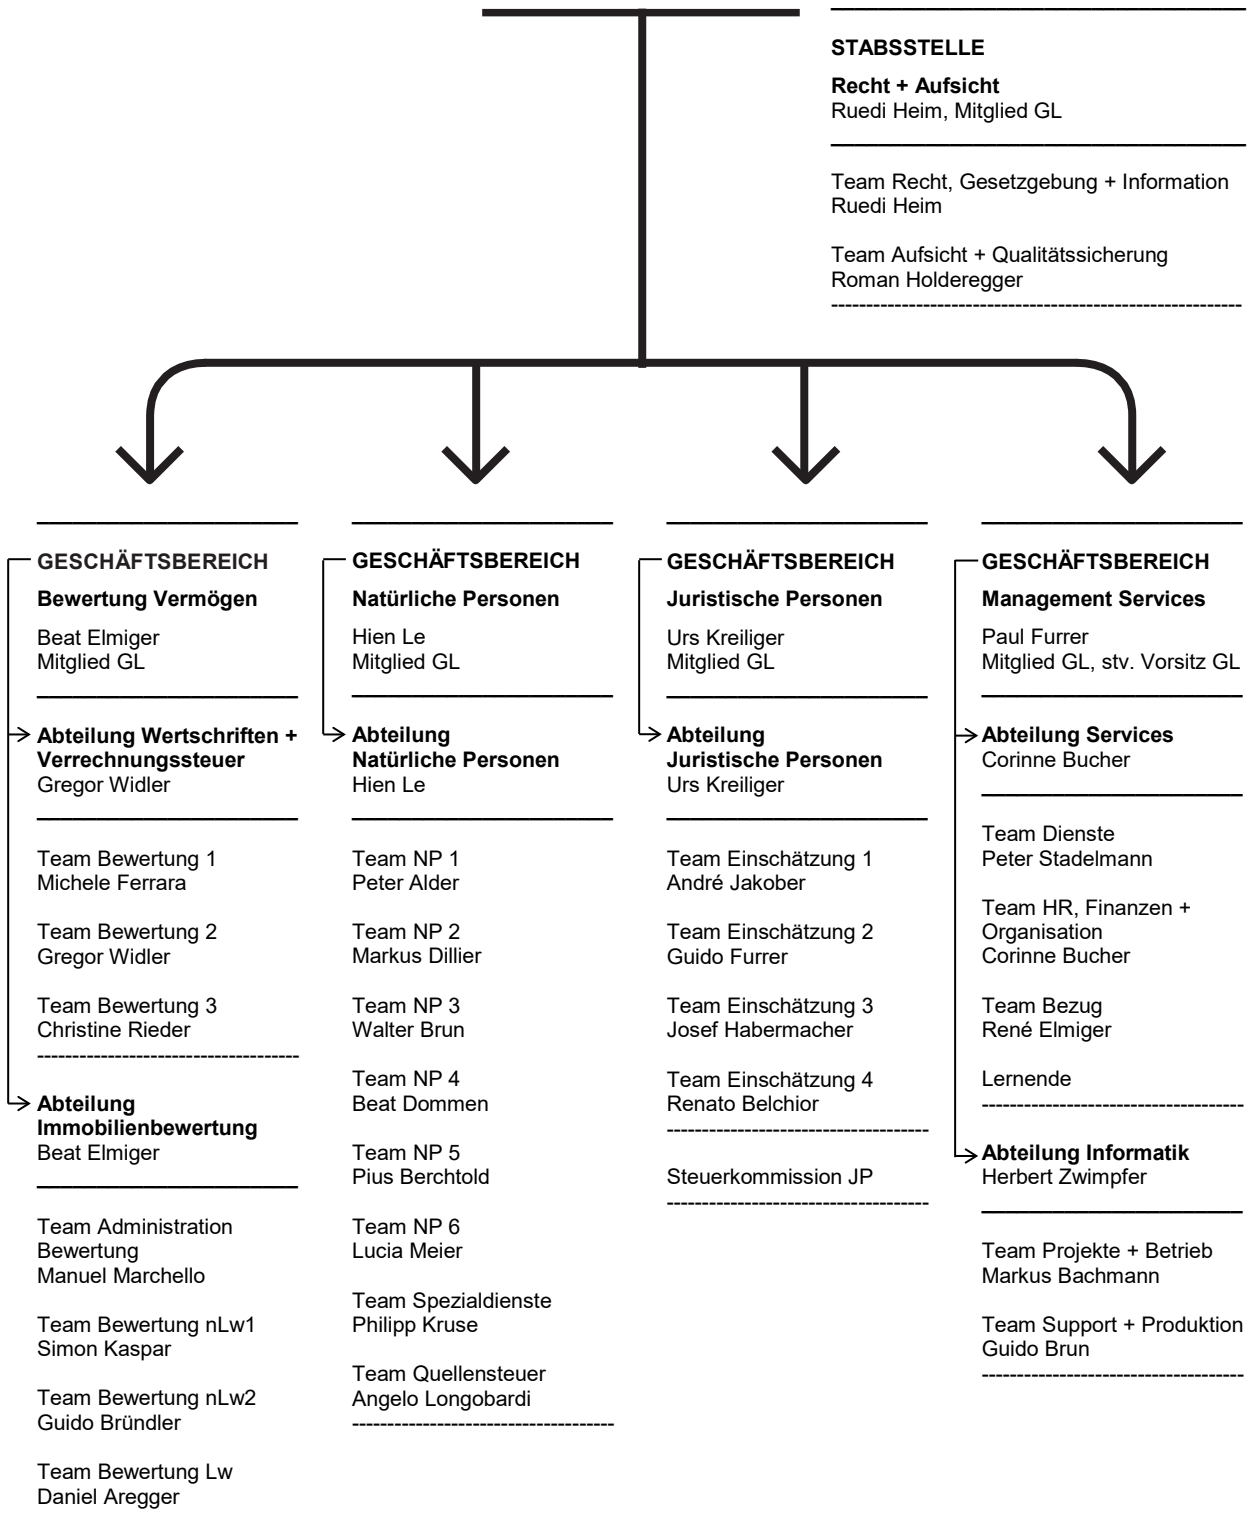 STABSSTELLE
Recht + Aufsicht
Ruedi Heim, Mitglied GL
Team Recht, Gesetzgebung + Information
Ruedi Heim
Team Aufsicht + Qualitätssicherung
Roman Holderegger
GESCHÄFTSBEREICH
Bewertung Vermögen
Beat Elmiger
Mitglied GL
Abteilung Wertschriften +
Verrechnungssteuer
Gregor Widler
Team Bewertung 1
Michele Ferrara
Team Bewertung 2
Gregor Widler
Team Bewertung 3
Christine Rieder
Abteilung
Immobilienbewertung
Beat Elmiger
Team Administration
Bewertung
Manuel Marchello
Team Bewertung nLw1
Simon Kaspar
Team Bewertung nLw2
Guido Bründler
Team Bewertung Lw
Daniel Aregger
GESCHÄFTSBEREICH
Natürliche Personen
Hien Le
Mitglied GL
Abteilung
Natürliche Personen
Hien Le
Team NP 1
Peter Alder
Team NP 2
Markus Dillier
Team NP 3
Walter Brun
Team NP 4
Beat Dommen
Team NP 5
Pius Berchtold
Team NP 6
Lucia Meier
Team Spezialdienste
Philipp Kruse
Team Quellensteuer
Angelo Longobardi
GESCHÄFTSBEREICH
Juristische Personen
Urs Kreiliger
Mitglied GL
Abteilung
Juristische Personen
Urs Kreiliger
Team Einschätzung 1
André Jakober
Team Einschätzung 2
Guido Furrer
Team Einschätzung 3
Josef Habermacher
Team Einschätzung 4
Renato Belchior
Steuerkommission JP
GESCHÄFTSBEREICH
Management Services
Paul Furrer
Mitglied GL, stv. Vorsitz GL
Abteilung Services
Corinne Bucher
Team Dienste
Peter Stadelmann
Team HR, Finanzen +
Organisation
Corinne Bucher
Team Bezug
René Elmiger
Lernende
Abteilung Informatik
Herbert Zwimpfer
Team Projekte + Betrieb
Markus Bachmann
Team Support + Produktion
Guido Brun